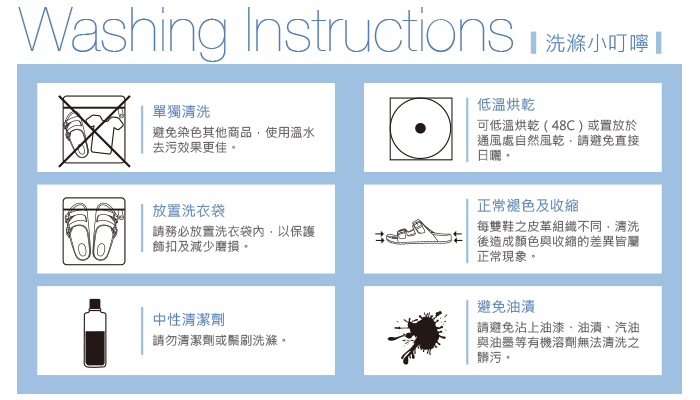 Washing Instructions
洗滌小叮嚀
單獨清洗
避免染色其他商品，使用溫水
去污效果更佳。
放置洗衣袋
請務必放置洗衣袋內，以保護
飾扣及減少磨損。
中性清潔劑
請勿清潔劑或鬃刷洗滌。
低溫烘乾
可低溫烘乾（48C）或置放於
通風處自然風乾，請避免直接
日曬。
正常褪色及收縮
每雙鞋之皮革組織不同，清洗
後造成顏色與收縮的差異皆屬
正常現象。
避免油漬
請避免沾上油漆、油漬、汽油
與油墨等有機溶劑無法清洗之
髒污。